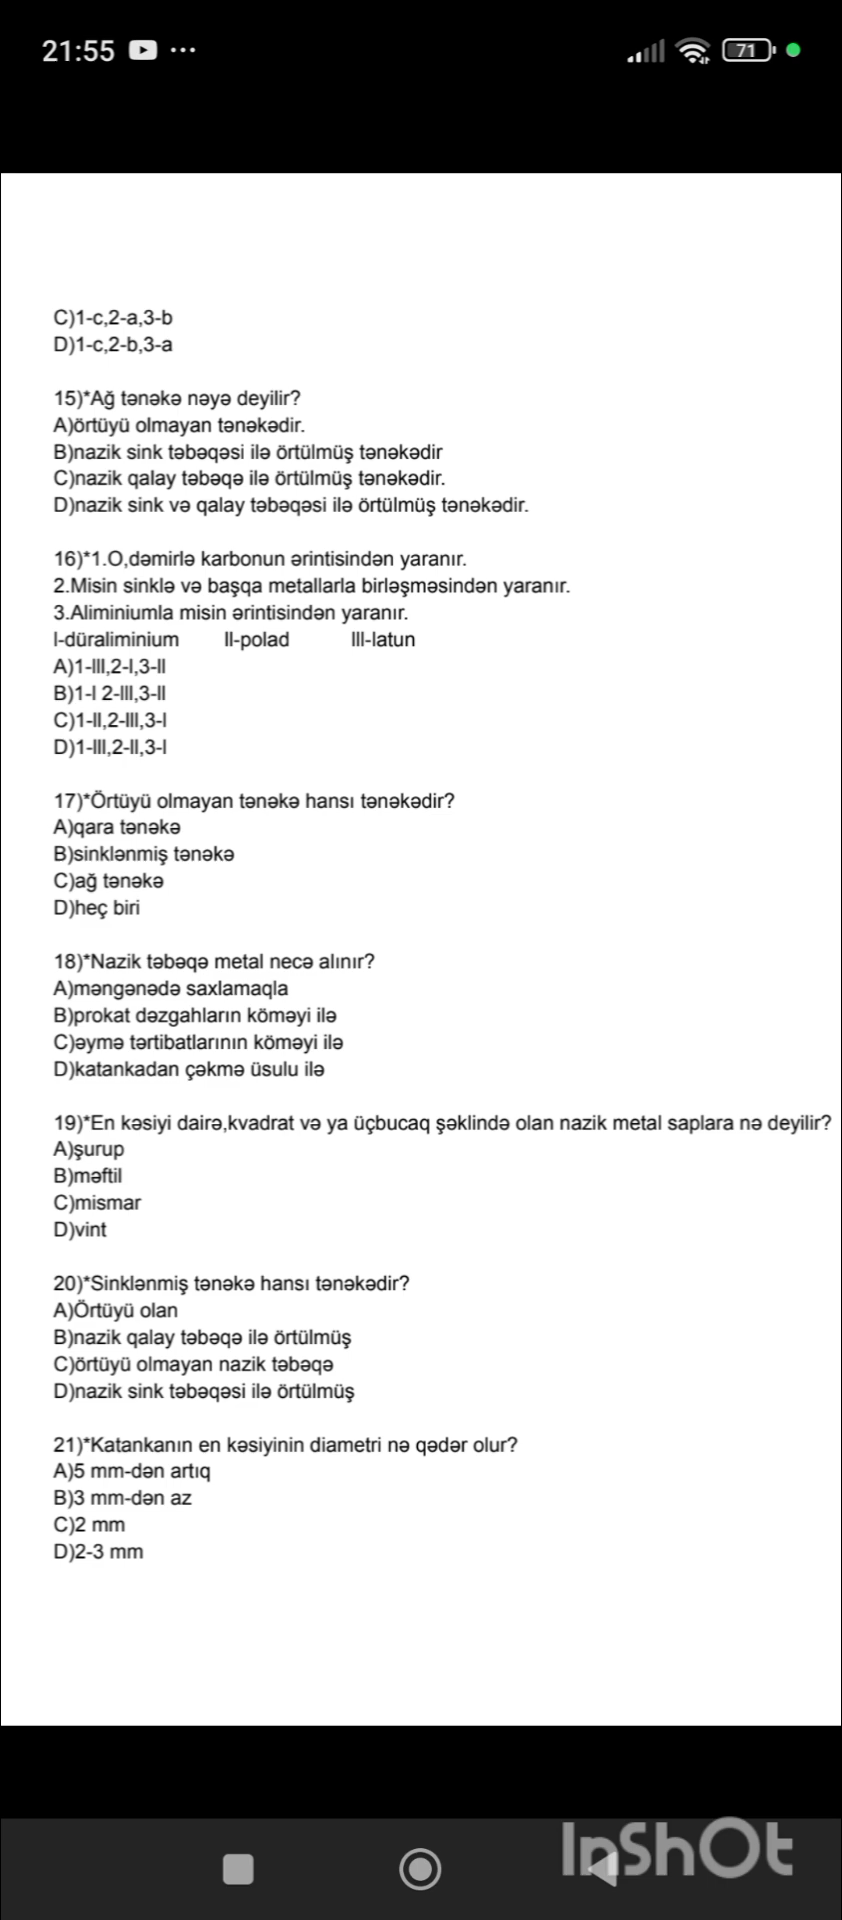 21:55
71
C)1-c,2-a,3-b
D)1-c,2-b,3-a
15)*Ağ tənəkə nəyə deyilir?
A)örtüyü olmayan tənəkədir.
B)nazik sink təbəqəsi ilə örtülmüş tənəkədir
C)nazik qalay təbəqə ilə örtülmüş tənəkədir.
D)nazik sink və qalay təbəqəsi ilə örtülmüş tənəkədir.
16)*1.O,dəmirlə karbonun ərintisindən yaranır.
2.Misin sinklə və başqa metallarla birləşməsindən yaranır.
3.Aliminiumla misin ərintisindən yaranır.
I-düraliminium II-polad III-latun
A)1-III,2-I,3-II
B)1-I 2-III,3-II
C)1-II,2-III,3-I
D)1-III,2-II,3-I
17)*Örtüyü olmayan tənəkə hansı tənəkədir?
A)qara tənəkə
B)sinklənmiş tənəkə
C)ağ tənəkə
D)heç biri
18)*Nazik təbəqə metal necə alınır?
A)məngənədə saxlamaqla
B)prokat dəzgahların köməyi ilə
C)əymə tərtibatlarının köməyi ilə
D)katankadan çəkmə üsulu ilə
19)*En kəsiyi dairə,kvadrat və ya üçbucaq şəklində olan nazik metal saplara nə deyilir?
A)şurup
B)məftil
C)mismar
D)vint
20)*Sinklənmiş tənəkə hansı tənəkədir?
A)Örtüyü olan
B)nazik qalay təbəqə ilə örtülmüş
C)örtüyü olmayan nazik təbəqə
D)nazik sink təbəqəsi ilə örtülmüş
21)*Katankanın en kəsiyinin diametri nə qədər olur?
A)5 mm-dən artıq
B)3 mm-dən az
C)2 mm
D)2-3 mm
InShOt